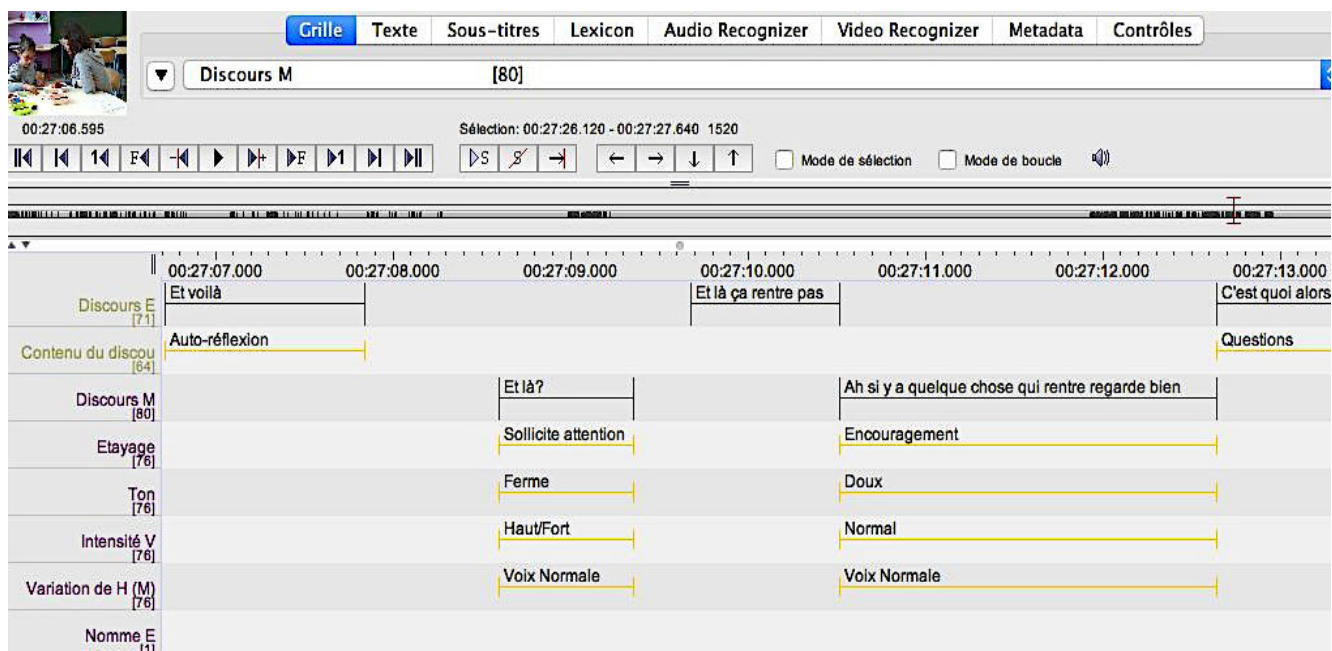 Grille Texte Sous-titres Lexicon Audio Recognizer Video Recognizer Metadata Contrôles
Discours M [80]
00:27:06.595 Sélection: 00:27:26.120 - 00:27:27.640 1520
1 F + F 1 S S Mode de sélection Mode de boucle
00:27:07.000 00:27:08.000 00:27:09.000 00:27:10.000 00:27:11.000 00:27:12.000 00:27:13.000
Discours E Et voilà Et là ça rentre pas C'est quoi alors
[71]
Contenu du discou Auto-réflexion Questions
[64]
Discours M Et là? Ah si y a quelque chose qui rentre regarde bien
[80]
Etayage Sollicite attention Encouragement
[76]
Ton Ferme Doux
[76]
Intensité V Haut/Fort Normal
[76]
Variation de H (M) Voix Normale Voix Normale
[76]
Nomme E
[1]